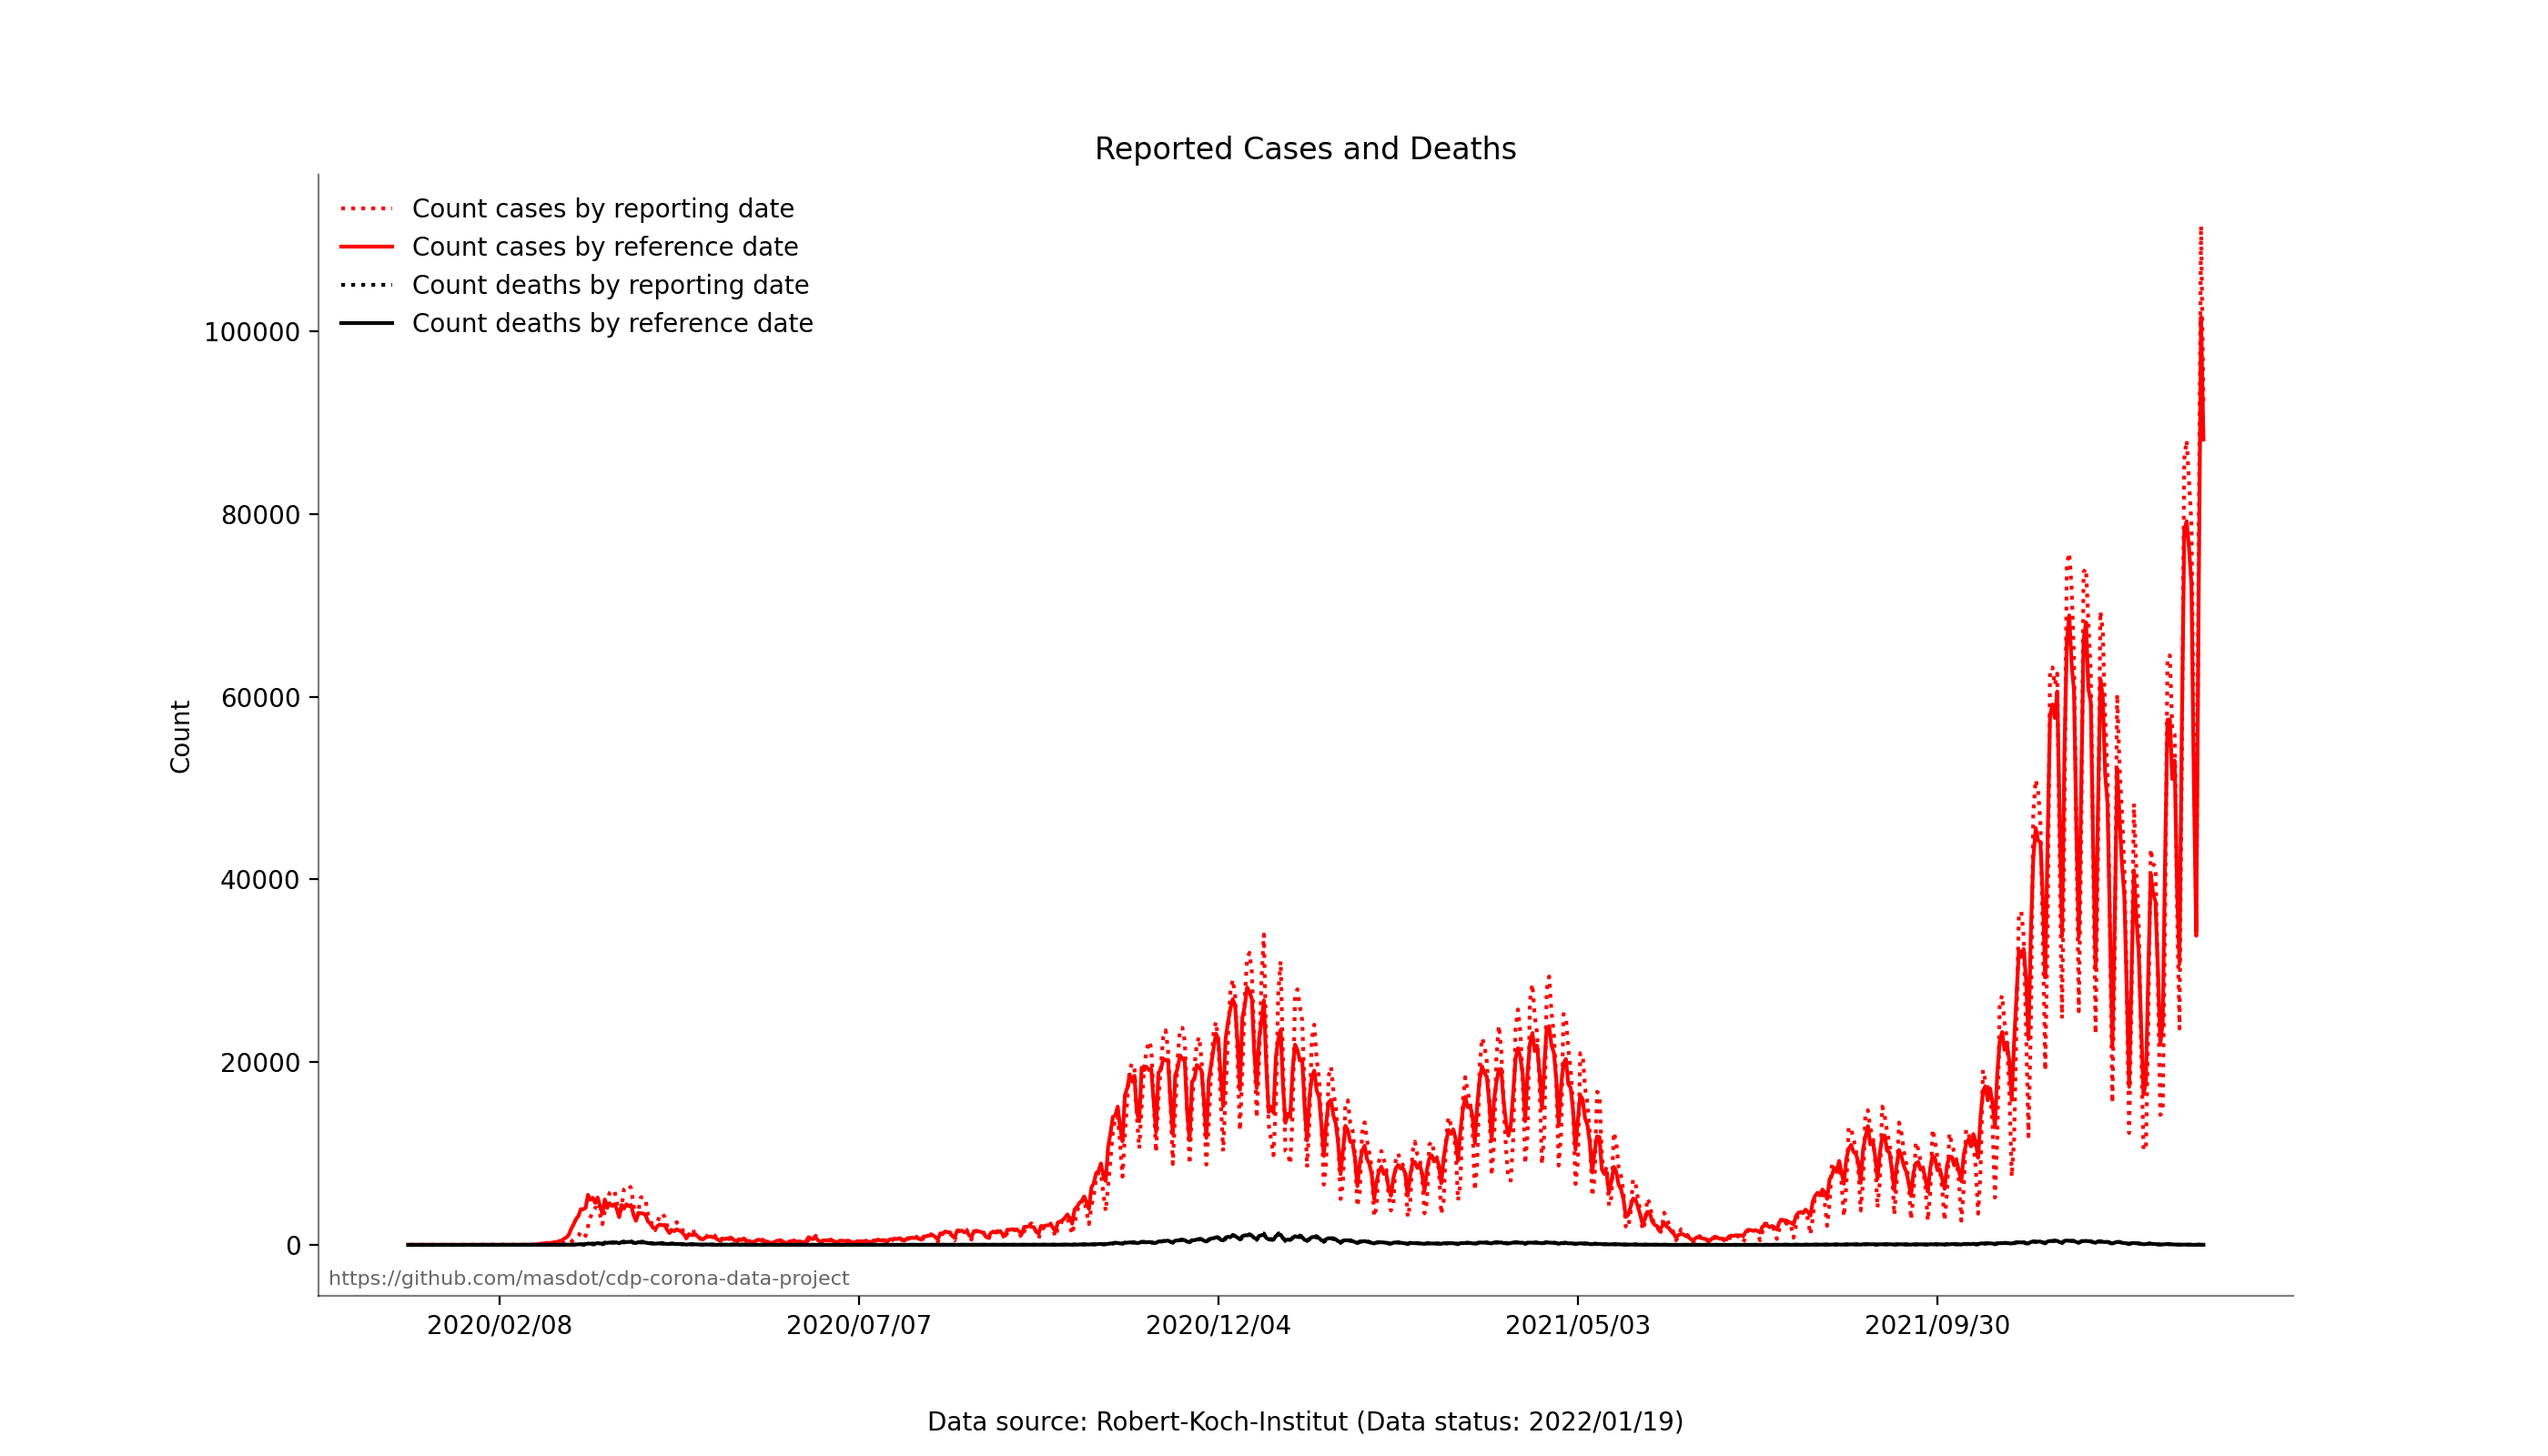 Reported Cases and Deaths
Count cases by reporting date
Count cases by reference date
Count deaths by reporting date
Count deaths by reference date
100000
80000
60000
40000
20000
0
Count
https://github.com/masdot/cdp-corona-data-project
2020/02/08 2020/07/07 2020/12/04 2021/05/03 2021/09/30
Data source: Robert-Koch-Institut (Data status: 2022/01/19)